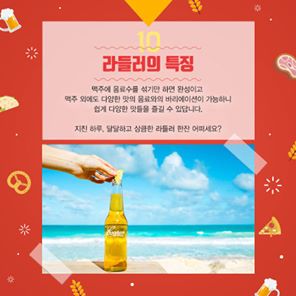 10
라들러의 특징
맥주에 음료수를 섞기만 하면 완성이고
맥주 외에도 다양한 맛의 음료와의 바리에이션이 가능하니
쉽게 다양한 맛들을 즐길 수 있답니다.
지친 하루, 달달하고 상큼한 라들러 한잔 어떠세요?